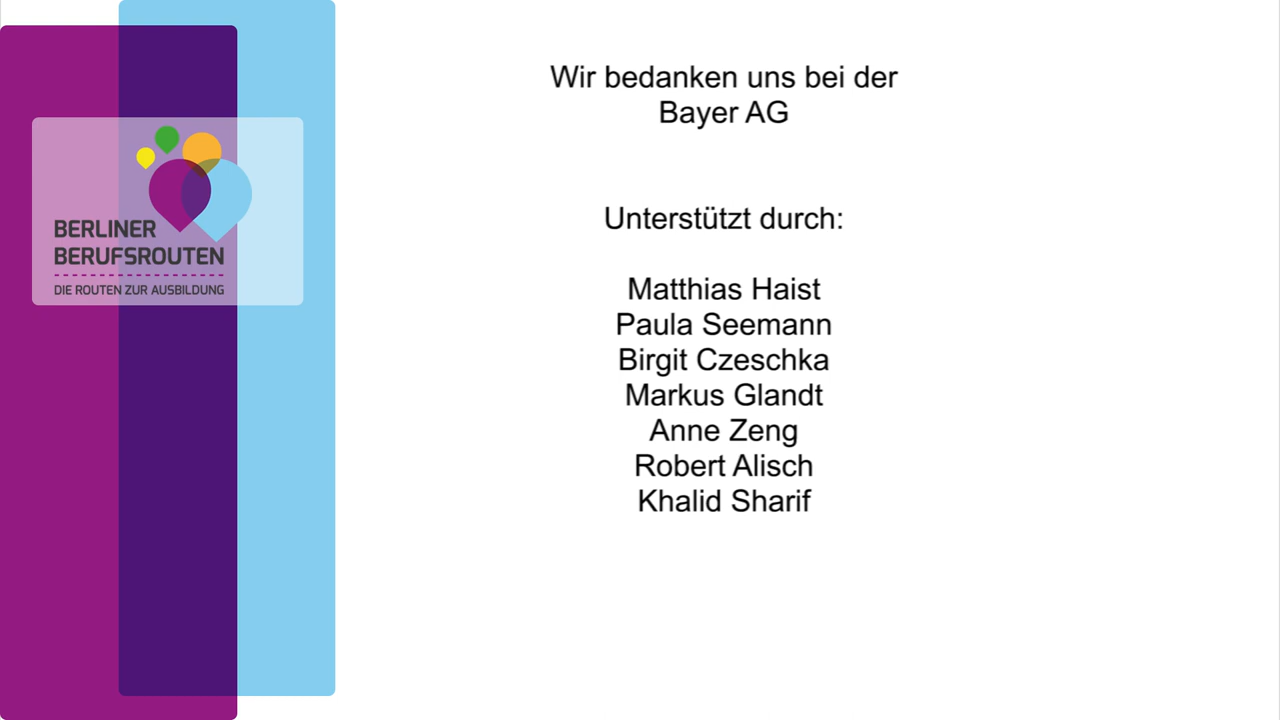 BERLINER
BERUFSROUTEN
DIE ROUTEN ZUR AUSBILDUNG
Wir bedanken uns bei der
Bayer AG
Unterstützt durch:
Matthias Haist
Paula Seemann
Birgit Czeschka
Markus Glandt
Anne Zeng
Robert Alisch
Khalid Sharif